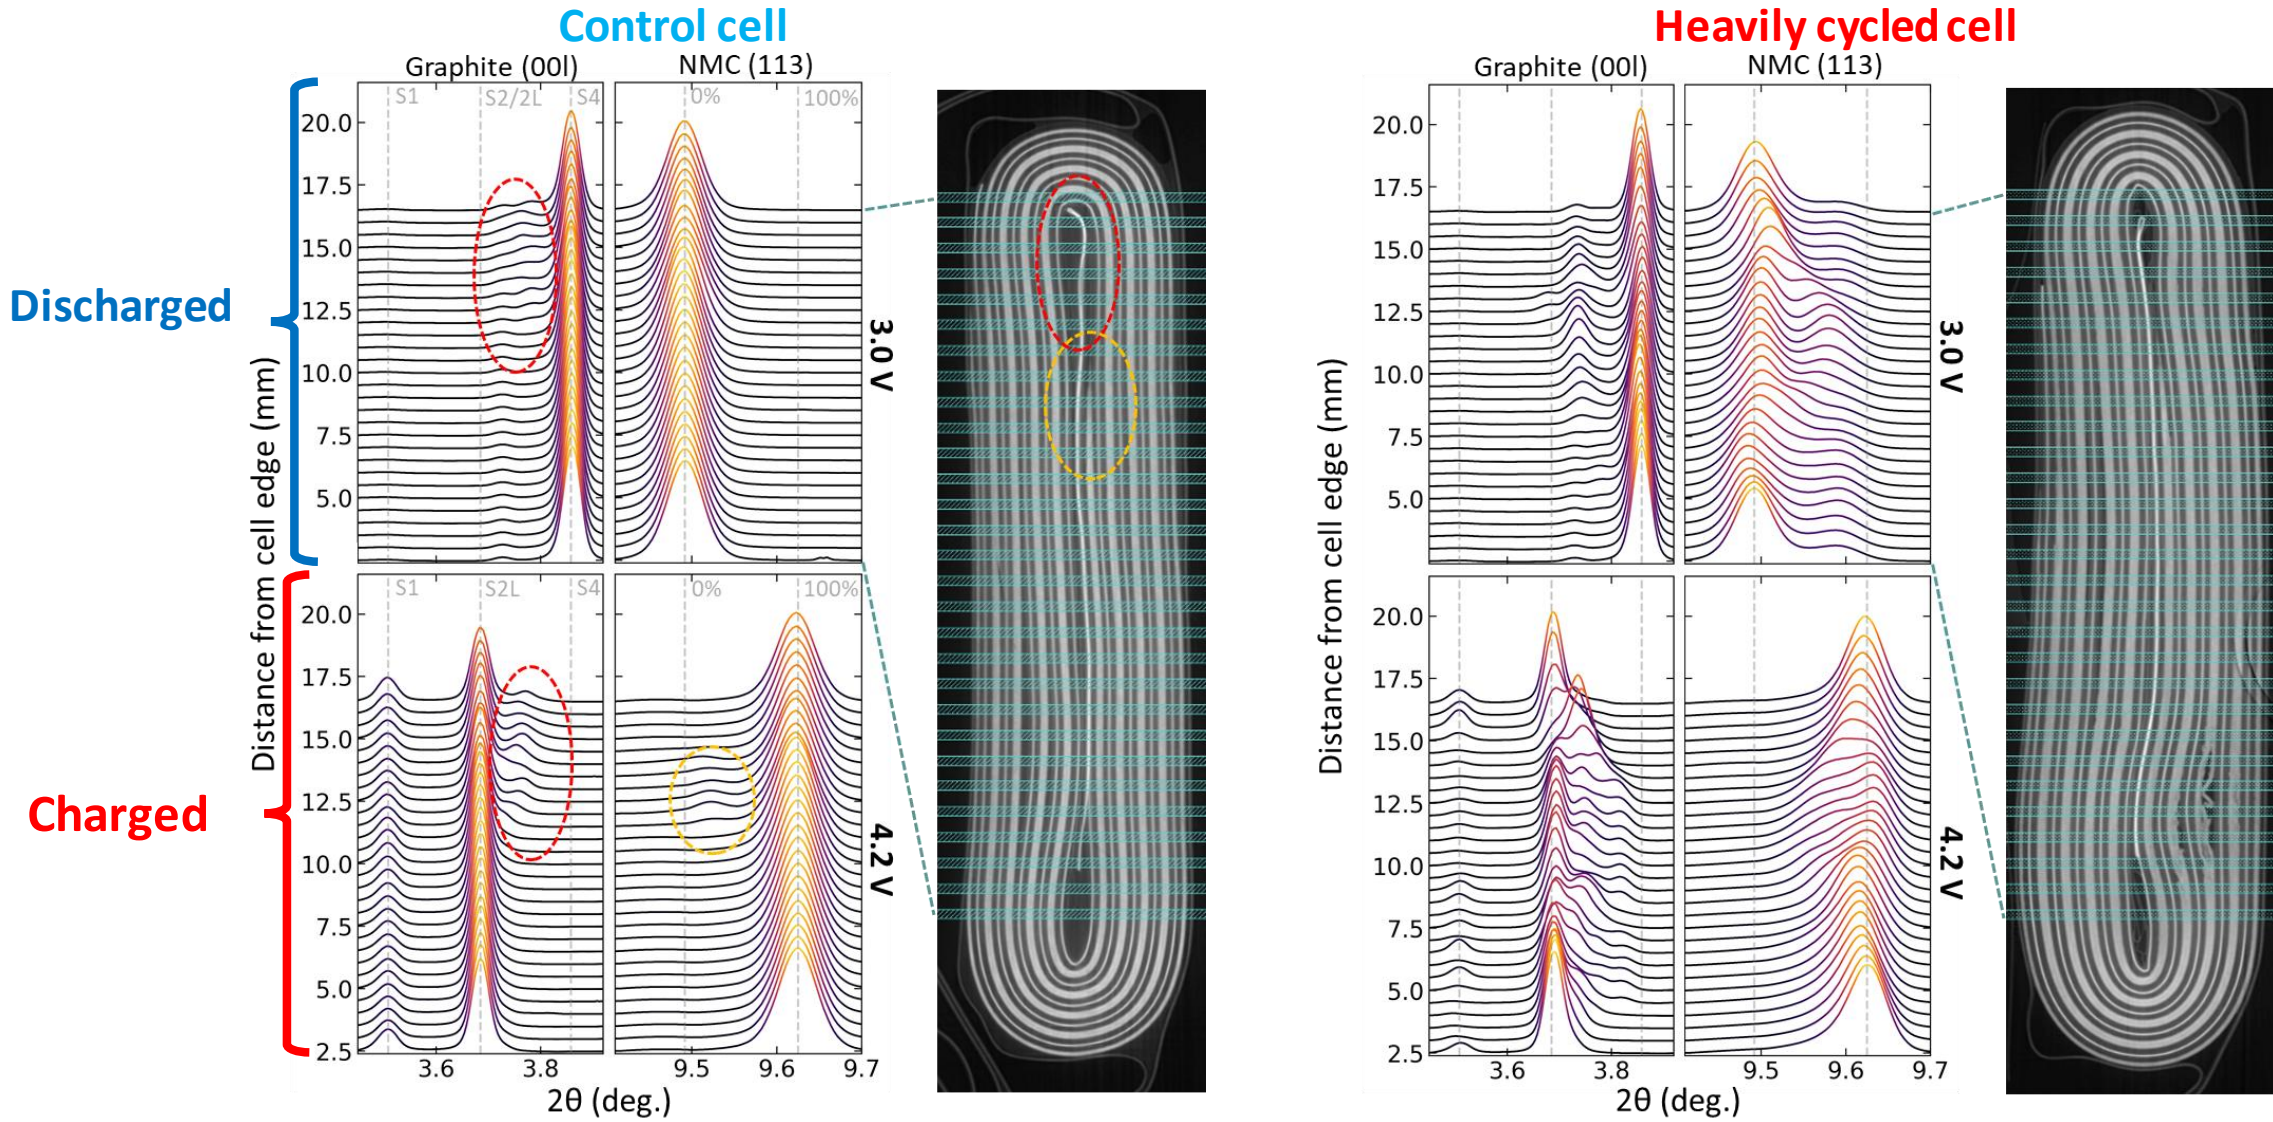 Control cell
Heavily cycled cell
Graphite (00l)
NMC (113)
Graphite (00l)
NMC (113)
Discharged
Charged
Distance from cell edge (mm)
S1
S2/2L
S4
0%
100%
20.0
17.5
15.0
12.5
10.0
7.5
5.0
3.0 V
S1
S2L
S4
0%
100%
20.0
17.5
15.0
12.5
10.0
7.5
5.0
2.5
4.2 V
3.6
3.8
9.5
9.6
9.7
2θ (deg.)
Distance from cell edge (mm)
20.0
17.5
15.0
12.5
10.0
7.5
5.0
3.0 V
20.0
17.5
15.0
12.5
10.0
7.5
5.0
2.5
4.2 V
3.6
3.8
9.5
9.6
9.7
2θ (deg.)